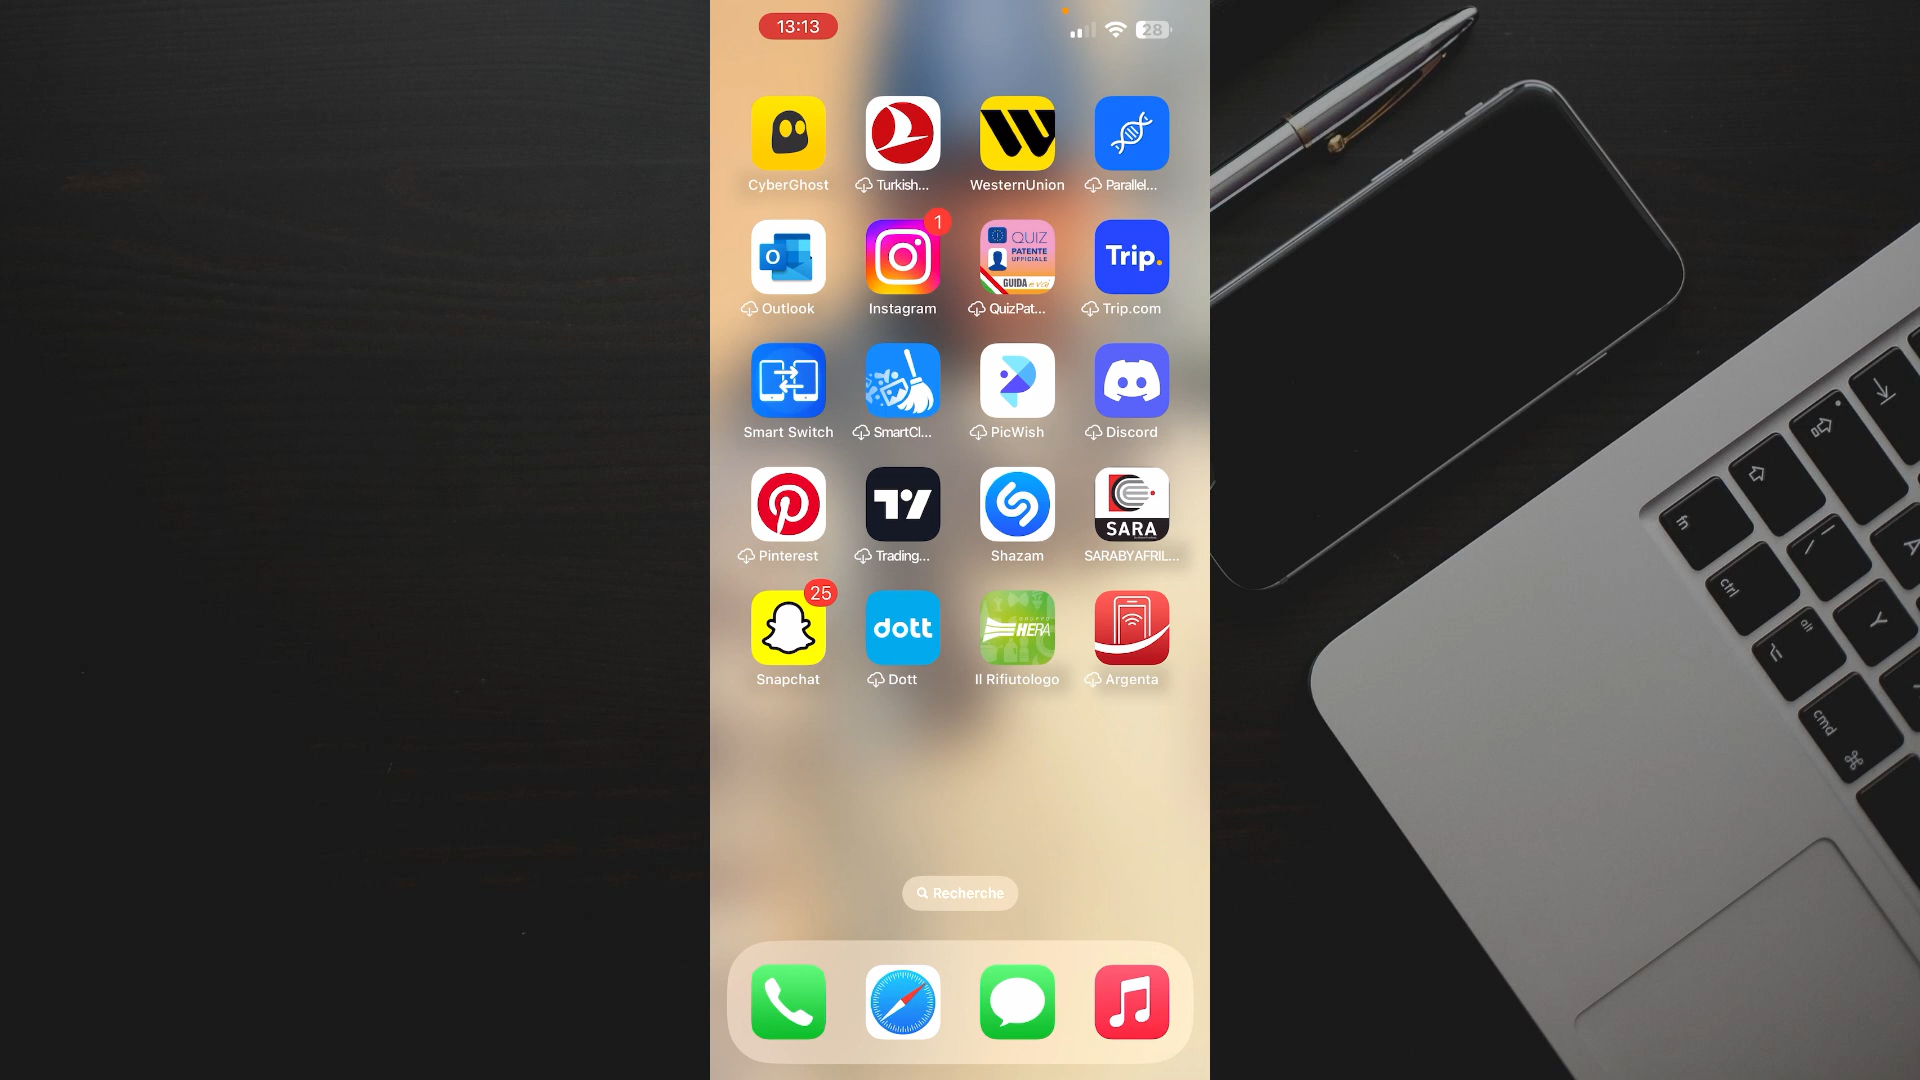 13:13
28
CyberGhost
Turkish...
WesternUnion
Parallel...
1
QUIZ
PATENTE
UFFICIALE
GUIDA e vai
Trip.
Outlook
Instagram
QuizPat...
Trip.com
Smart Switch
SmartCl...
PicWish
Discord
SARA
Pinterest
Trading...
Shazam
SARABYAFRIL...
25
dott
GRUPPO
HERA
Snapchat
Dott
Il Rifiutologo
Argenta
Recherche
fn
ctrl
alt
cmd
A
Y